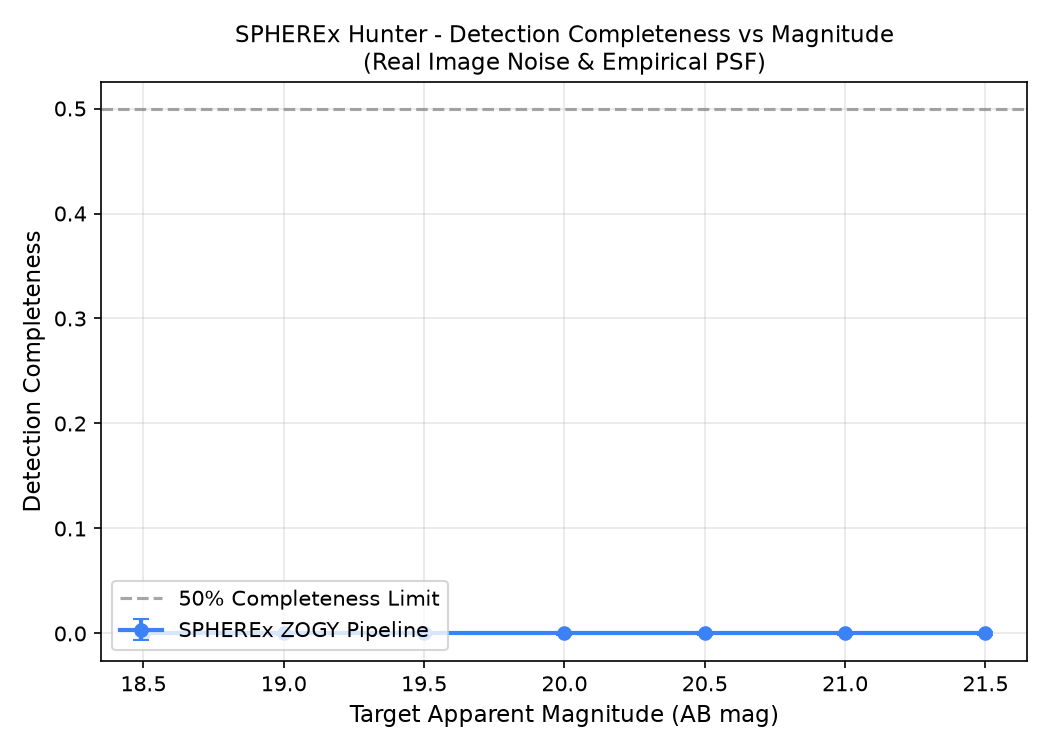 SPHEREx Hunter - Detection Completeness vs Magnitude
(Real Image Noise & Empirical PSF)
Detection Completeness
0.5
0.4
0.3
0.2
0.1
0.0
50% Completeness Limit
SPHEREx ZOGY Pipeline
18.5 19.0 19.5 20.0 20.5 21.0 21.5
Target Apparent Magnitude (AB mag)